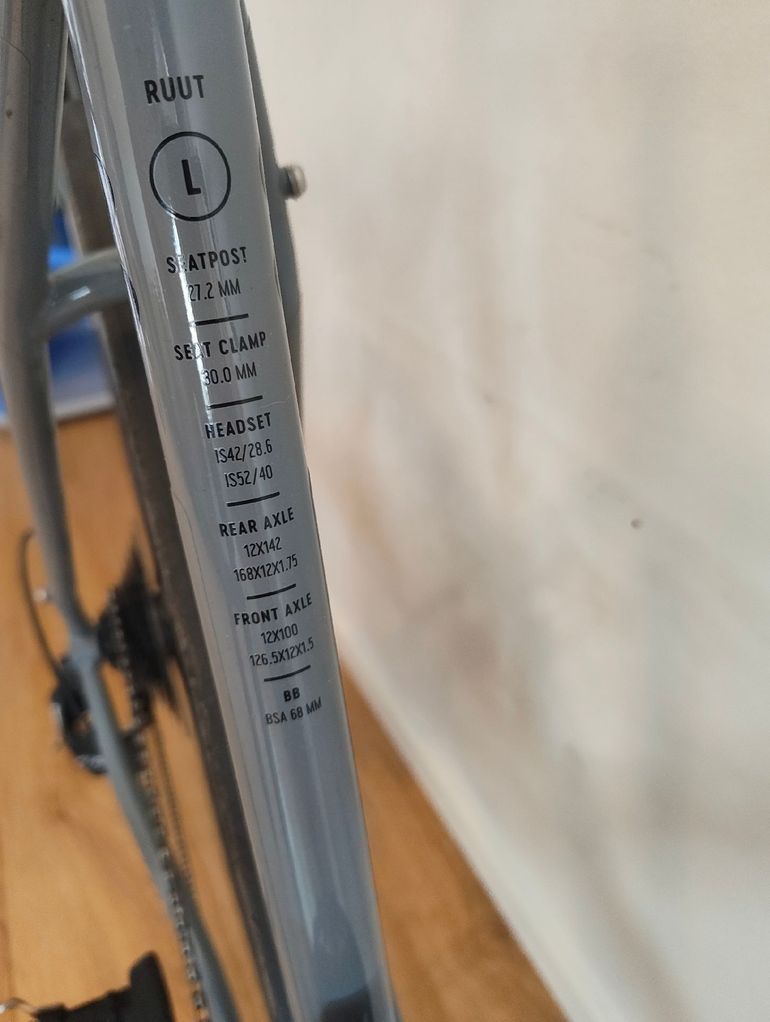 RUUT
L
SEATPOST
27.2 MM
SEAT CLAMP
30.0 MM
HEADSET
IS42/28.6
IS52/40
REAR AXLE
12X142
168X12X1.75
FRONT AXLE
12X100
126.5X12X1.5
BB
BSA 68 MM